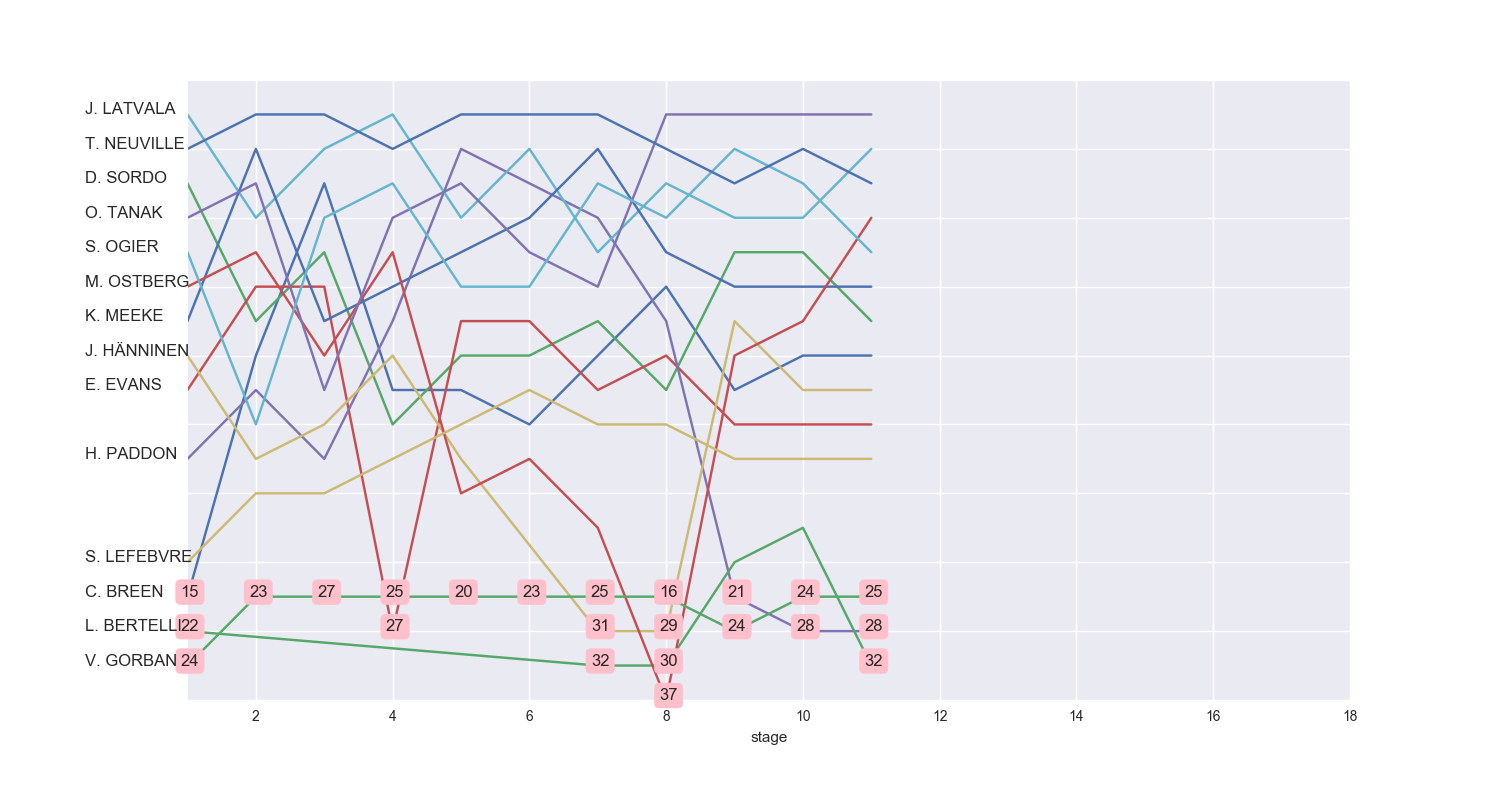 J. LATVALA
T. NEUVILLE
D. SORDO
O. TANAK
S. OGIER
M. OSTBERG
K. MEEKE
J. HÄNNINEN
E. EVANS
H. PADDON
S. LEFEBVRE
C. BREEN 15 23 27 25 20 23 25 16 21 24 25
L. BERTELLI 22 27 31 29 24 28 28
V. GORBAN 24 32 30 32
37
2 4 6 8 10 12 14 16 18
stage